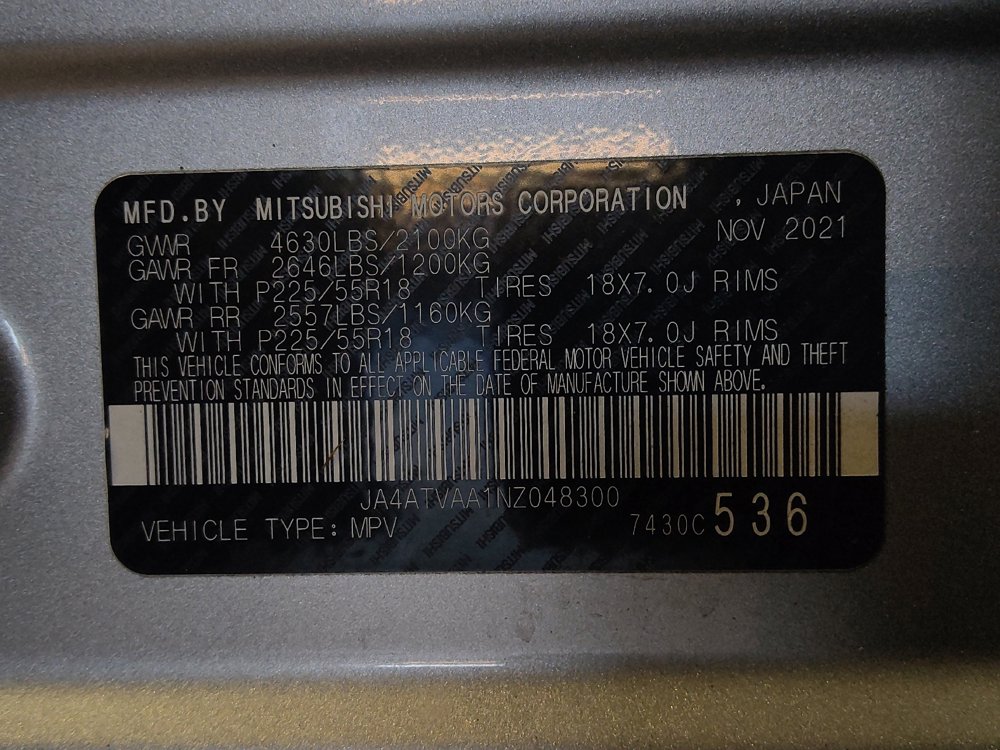 MFD.BY MITSUBISHI MOTORS CORPORATION , JAPAN
GVWR 4630LBS/2100KG NOV 2021
GAWR FR 2646LBS/1200KG
WITH P225/55R18 TIRES 18X7.0J RIMS
GAWR RR 2557LBS/1160KG
WITH P225/55R18 TIRES 18X7.0J RIMS
THIS VEHICLE CONFORMS TO ALL APPLICABLE FEDERAL MOTOR VEHICLE SAFETY AND THEFT
PREVENTION STANDARDS IN EFFECT ON THE DATE OF MANUFACTURE SHOWN ABOVE.
JA4ATVAA1NZ048300
VEHICLE TYPE: MPV 7430C 536